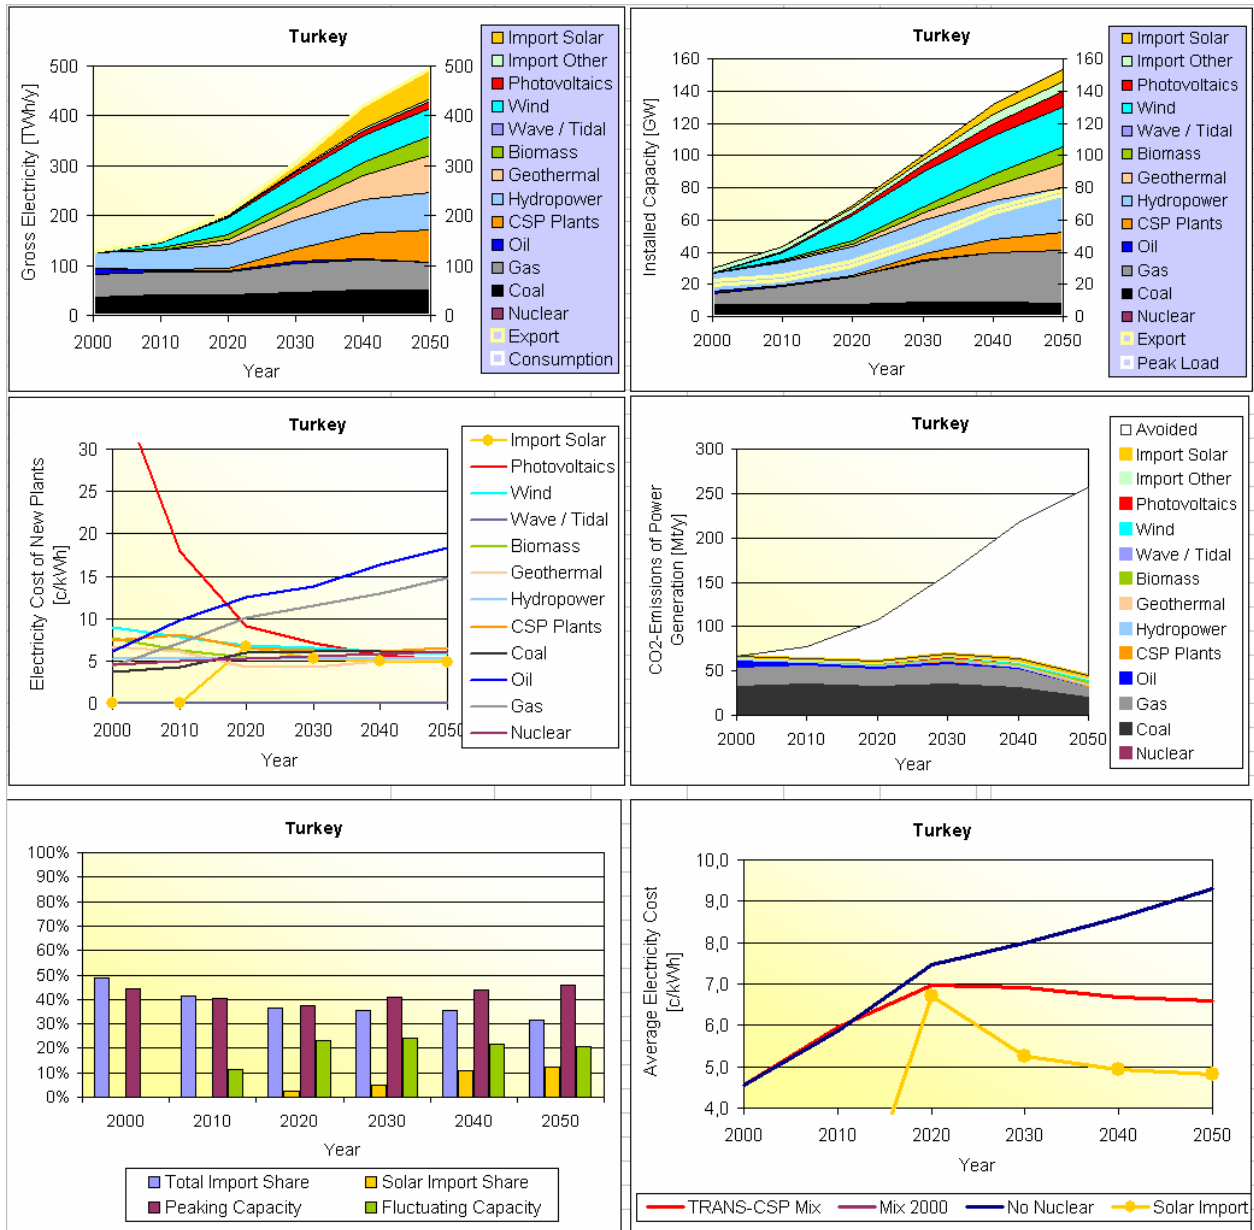 Turkey
Gross Electricity [TWh/y]
500
400
300
200
100
0
500
400
300
200
100
0
2000 2010 2020 2030 2040 2050
Year
Import Solar
Import Other
Photovoltaics
Wind
Wave / Tidal
Biomass
Geothermal
Hydropower
CSP Plants
Oil
Gas
Coal
Nuclear
Export
Consumption
Turkey
Installed Capacity [GW]
160
140
120
100
80
60
40
20
0
160
140
120
100
80
60
40
20
0
2000 2010 2020 2030 2040 2050
Year
Import Solar
Import Other
Photovoltaics
Wind
Wave / Tidal
Biomass
Geothermal
Hydropower
CSP Plants
Oil
Gas
Coal
Nuclear
Export
Peak Load
Turkey
Electricity Cost of New Plants
[c/kWh]
30
25
20
15
10
5
0
2000 2010 2020 2030 2040 2050
Year
Import Solar
Photovoltaics
Wind
Wave / Tidal
Biomass
Geothermal
Hydropower
CSP Plants
Coal
Oil
Gas
Nuclear
Turkey
CO2-Emissions of Power
Generation [Mt/y]
300
250
200
150
100
50
0
2000 2010 2020 2030 2040 2050
Year
Avoided
Import Solar
Import Other
Photovoltaics
Wind
Wave / Tidal
Biomass
Geothermal
Hydropower
CSP Plants
Oil
Gas
Coal
Nuclear
Turkey
100%
90%
80%
70%
60%
50%
40%
30%
20%
10%
0%
2000 2010 2020 2030 2040 2050
Year
Total Import Share Solar Import Share
Peaking Capacity Fluctuating Capacity
Turkey
Average Electricity Cost
[c/kWh]
10,0
9,0
8,0
7,0
6,0
5,0
4,0
2000 2010 2020 2030 2040 2050
Year
TRANS-CSP Mix Mix 2000 No Nuclear Solar Import